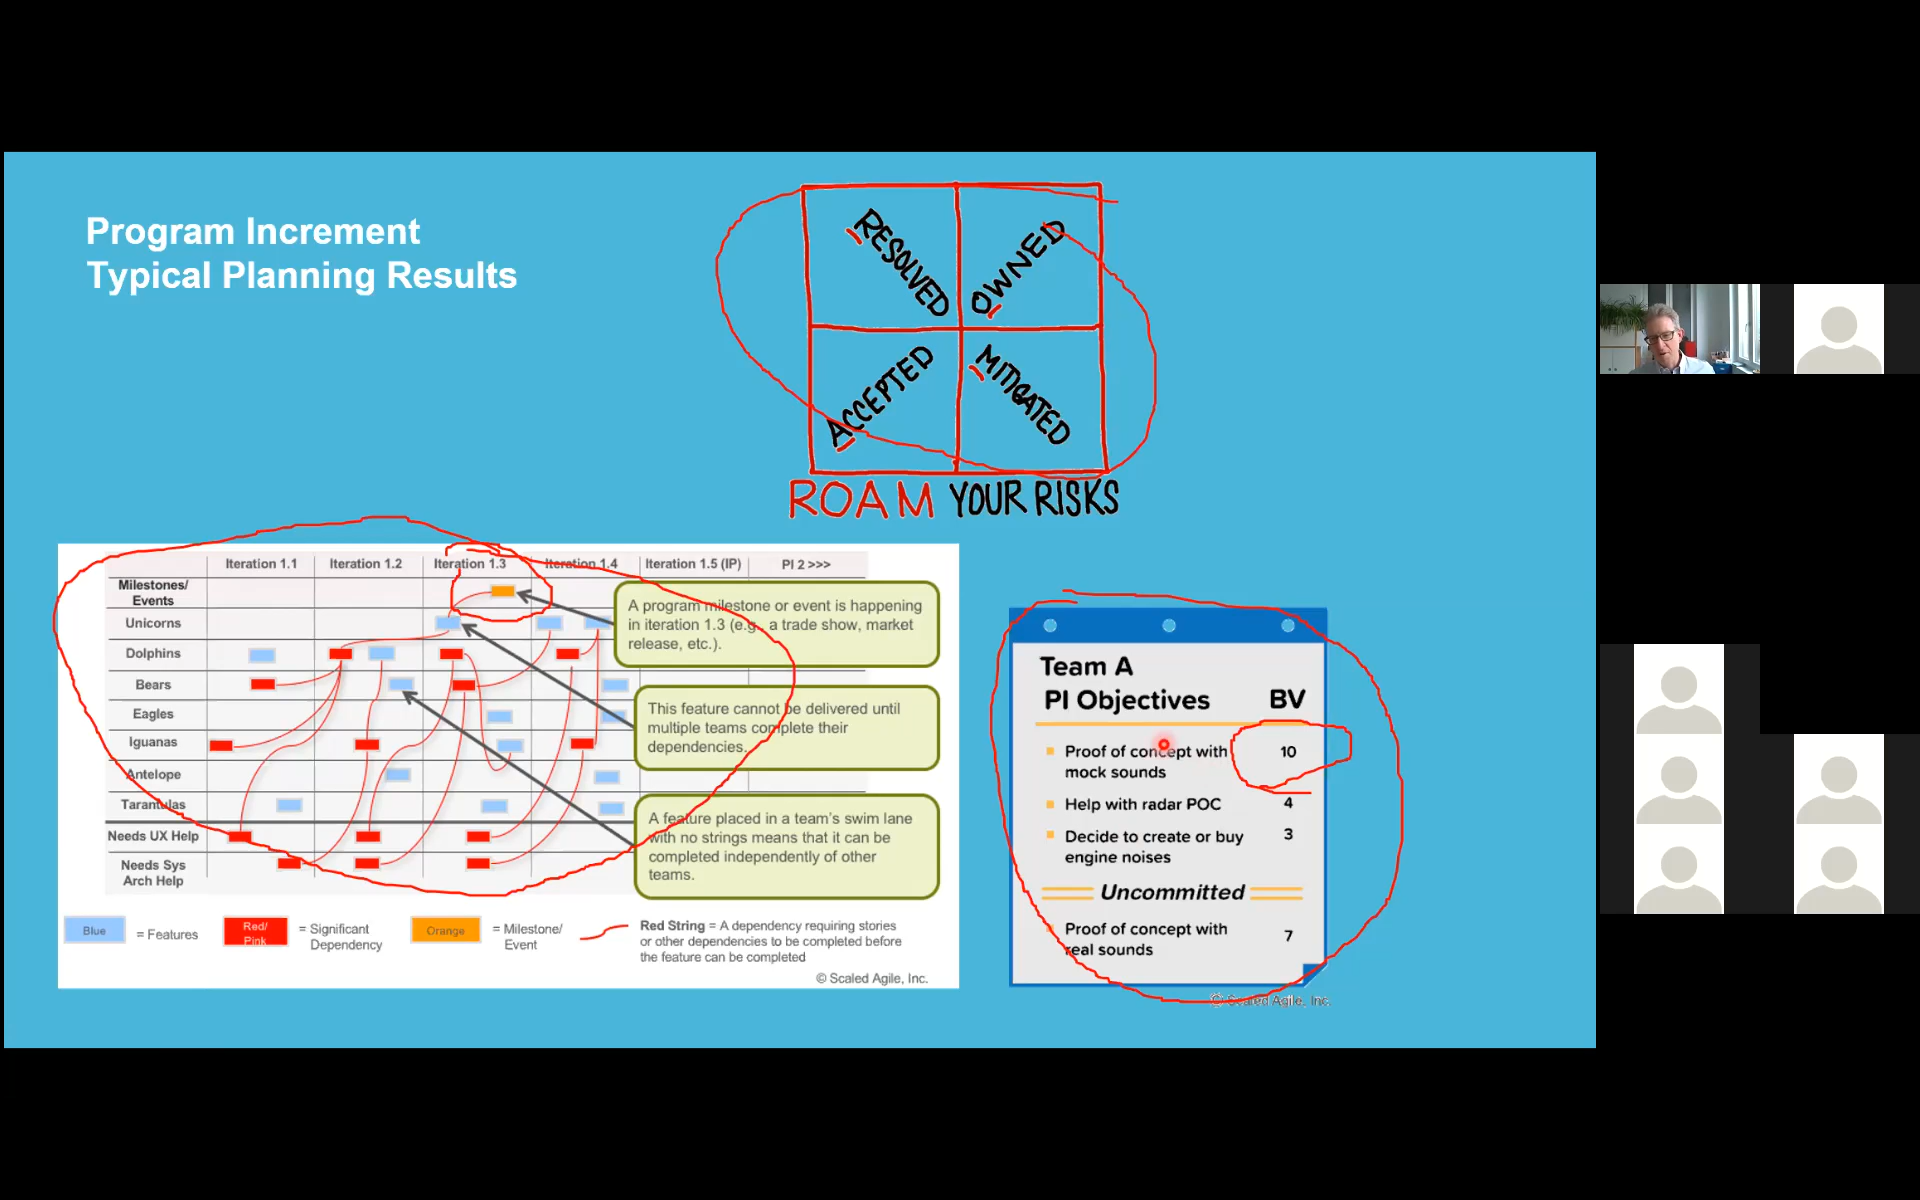 Program Increment
Typical Planning Results
RESOLVED
OWNED
ACCEPTED
MITIGATED
ROAM YOUR RISKS
Iteration 1.1 Iteration 1.2 Iteration 1.3 Iteration 1.4 Iteration 1.5 (IP) PI 2 >>>
Milestones/
Events
Unicorns
Dolphins
Bears
Eagles
Iguanas
Antelope
Tarantulas
Needs UX Help
Needs Sys
Arch Help
A program milestone or event is happening
in iteration 1.3 (e.g., a trade show, market
release, etc.).
This feature cannot be delivered until
multiple teams complete their
dependencies.
A feature placed in a team's swim lane
with no strings means that it can be
completed independently of other
teams.
Blue = Features
Red/
Pink
= Significant
Dependency
Orange
= Milestone/
Event
Red String = A dependency requiring stories
or other dependencies to be completed before
the feature can be completed
© Scaled Agile, Inc.
Team A
PI Objectives BV
Proof of concept with
mock sounds
10
Help with radar POC 4
Decide to create or buy
engine noises
3
Uncommitted
Proof of concept with
real sounds
7
© Scaled Agile, Inc.